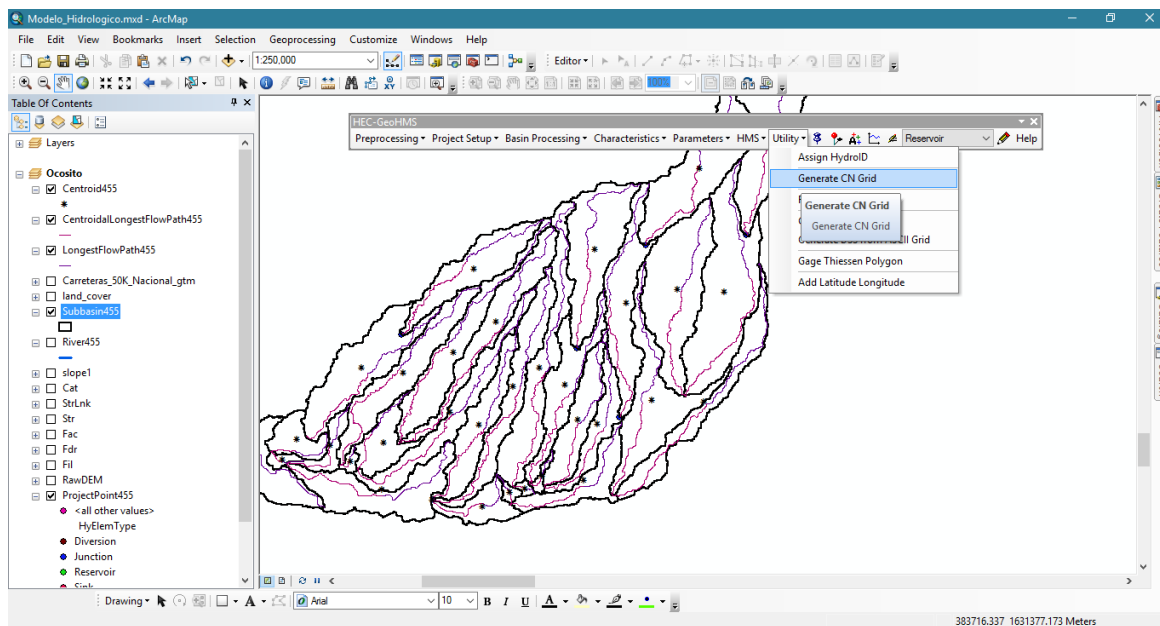 Modelo_Hidrologico.mxd - ArcMap
File Edit View Bookmarks Insert Selection Geoprocessing Customize Windows Help
1:250,000 Editor
100%
Table Of Contents
HEC-GeoHMS
Preprocessing Project Setup Basin Processing Characteristics Parameters HMS Utility Reservoir Help
Assign HydroID
Generate CN Grid
Generate CN Grid
Generate CN Grid
ASCII Grid
Gage Thiessen Polygon
Add Latitude Longitude
Layers
Ocosito
Centroid455
CentroidalLongestFlowPath455
LongestFlowPath455
Carreteras_50K_Nacional_gtm
land_cover
Subbasin455
River455
slope1
Cat
StrLnk
Str
Fac
Fdr
Fil
RawDEM
ProjectPoint455
<all other values>
HyElemType
Diversion
Junction
Reservoir
Sink
Drawing A Arial 10 B I U A
383716.337 1631377.173 Meters